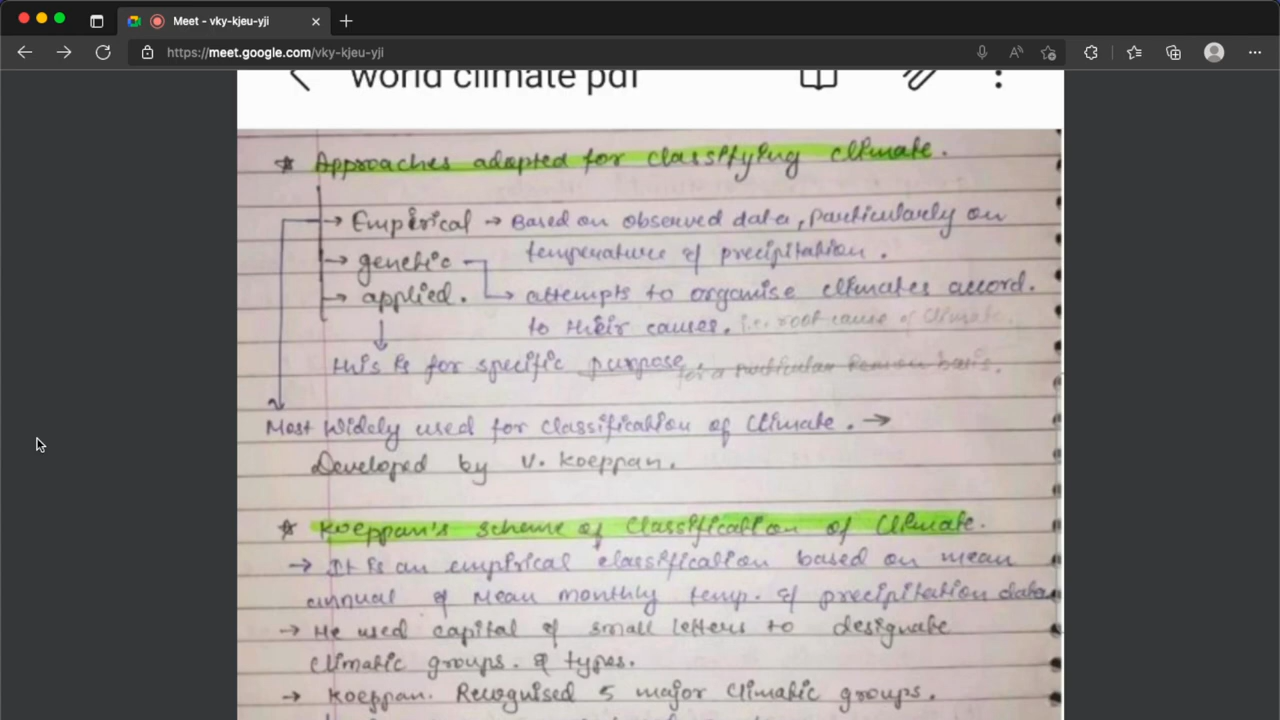 Meet - vky-kjeu-yji
https://meet.google.com/vky-kjeu-yji
world climate pdf
* Approaches adopted for classifying climate.
→ Empirical → Based on observed data, particularly on
temperature & precipitation.
→ genetic
→ attempts to organise climates accord.
→ applied.
to their causes. i.e. root cause of climate.
this is for specific purpose. for a particular
Most Widely used for classification of climate. →
Developed by V. Koeppan.
* Koeppan's scheme of classification of climate.
→ It is an empirical classification based on mean
annual & mean monthly temp. & precipitation data
→ He used capital & small letters to designate
climatic groups. & types.
→ Koeppan. Recognised 5 major climatic groups.